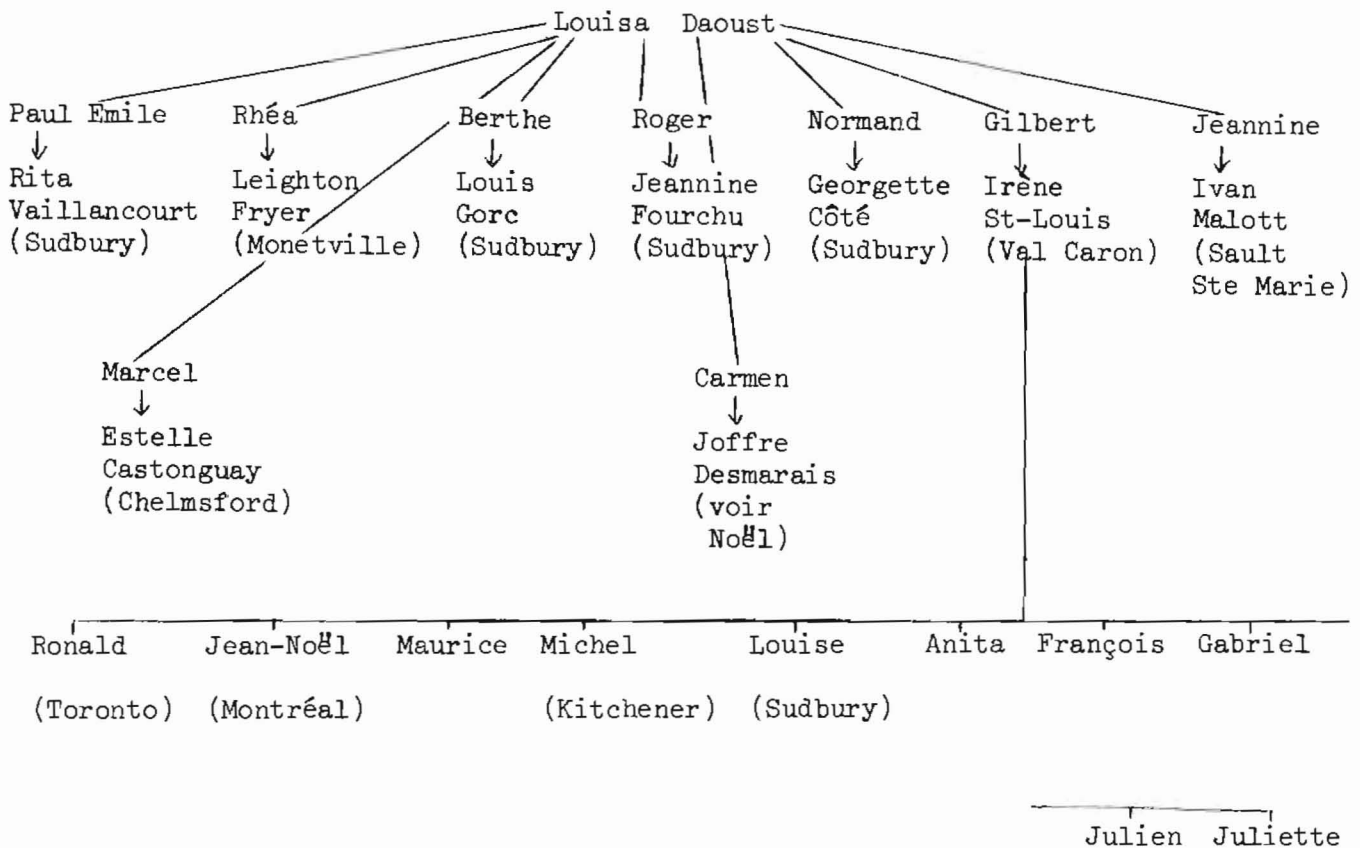 Louisa Daoust
Paul Emile Rhéa Berthe Roger Normand Gilbert Jeannine
Rita Leighton Louis Jeannine Georgette Irène Ivan
Vaillancourt Fryer Gorc Fourchu Côté St-Louis Malott
(Sudbury) (Monetville) (Sudbury) (Sudbury) (Sudbury) (Val Caron) (Sault
Ste Marie)
Marcel Carmen
Estelle Joffre
Castonguay Desmarais
(Chelmsford) (voir
Noël)
Ronald Jean-Noël Maurice Michel Louise Anita François Gabriel
(Toronto) (Montréal) (Kitchener) (Sudbury)
Julien Juliette